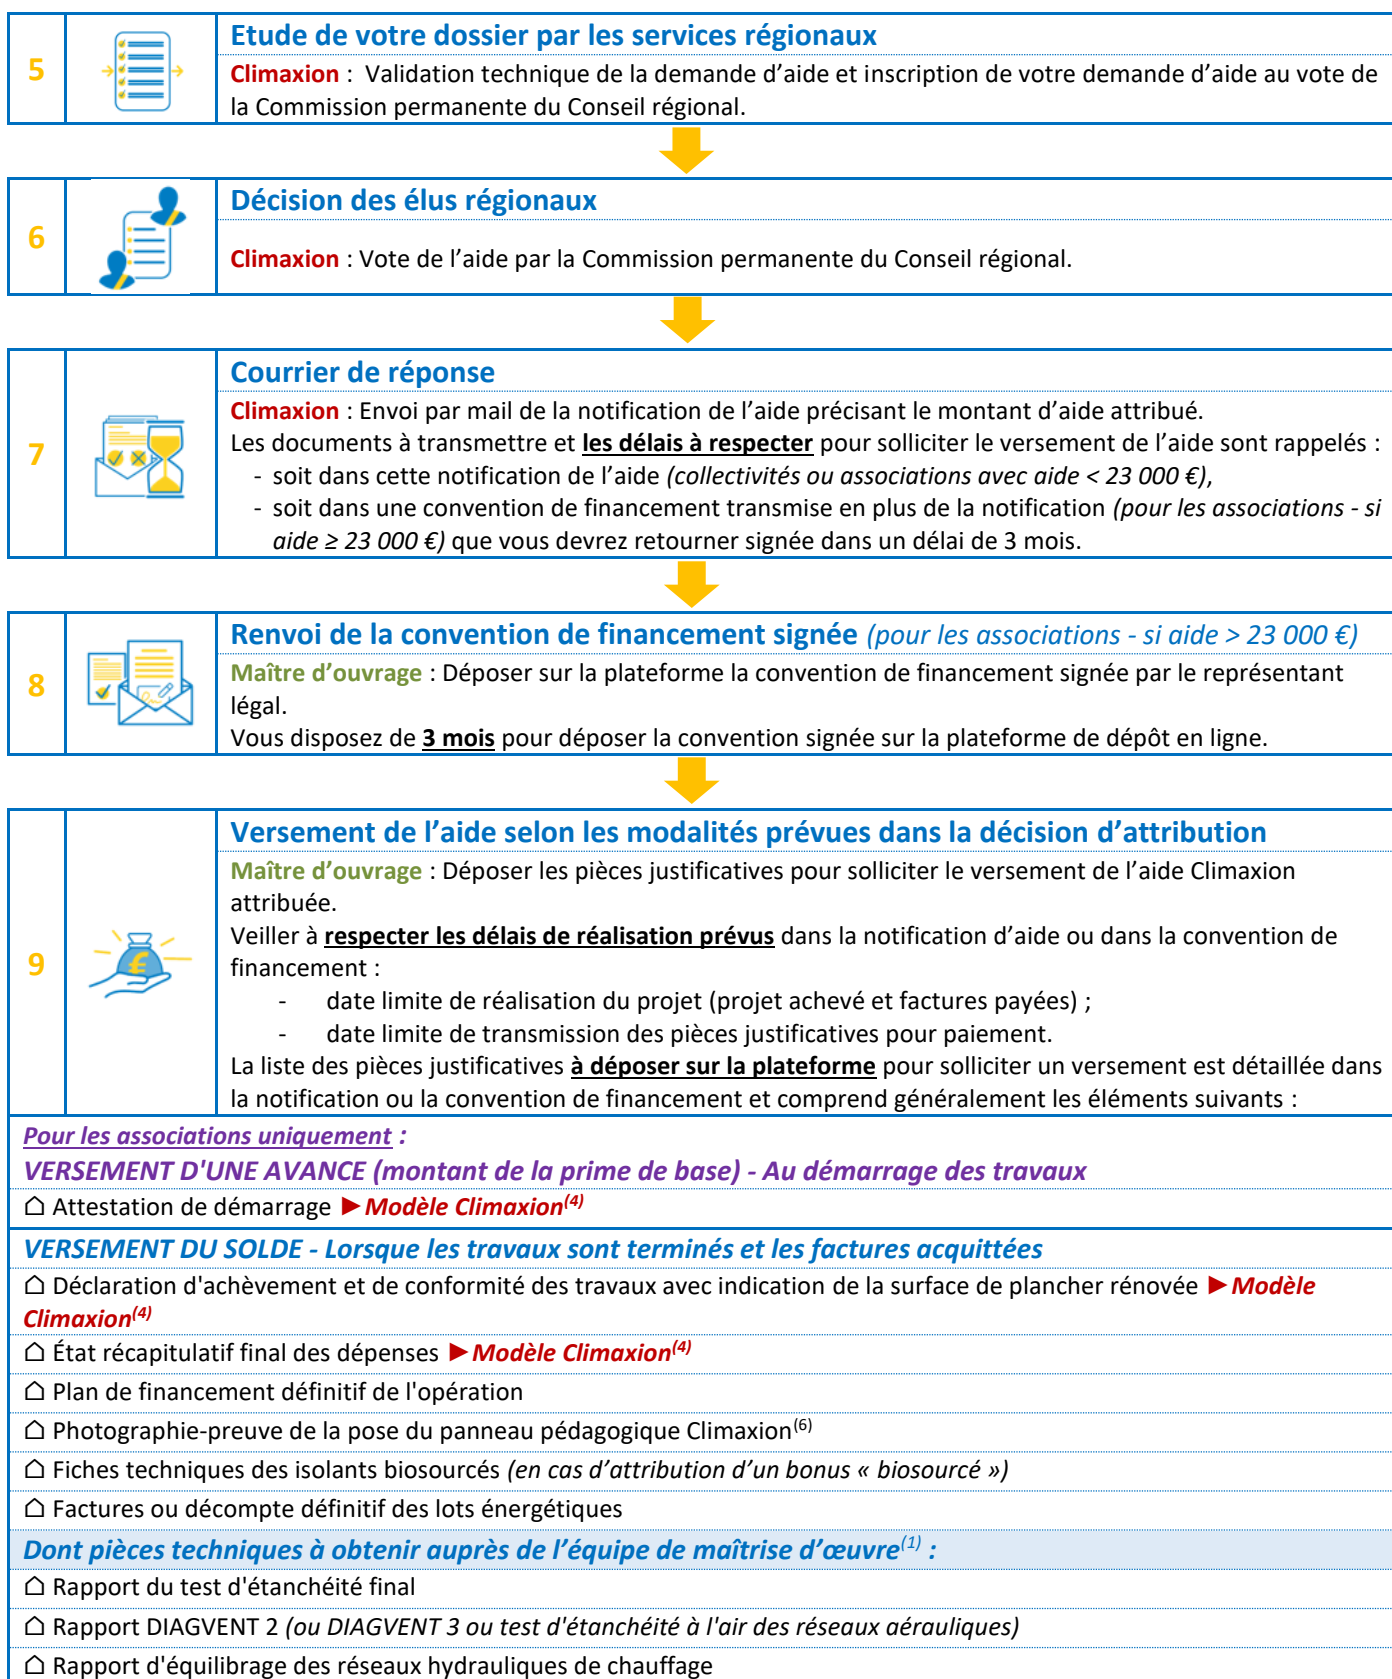 5
Etude de votre dossier par les services régionaux
Climaxion :  Validation technique de la demande d’aide et inscription de votre demande d’aide au vote de
la Commission permanente du Conseil régional.
6
Décision des élus régionaux
Climaxion : Vote de l’aide par la Commission permanente du Conseil régional.
7
Courrier de réponse
Climaxion : Envoi par mail de la notification de l’aide précisant le montant d’aide attribué.
Les documents à transmettre et les délais à respecter pour solliciter le versement de l’aide sont rappelés :
- soit dans cette notification de l’aide (collectivités ou associations avec aide < 23 000 €),
- soit dans une convention de financement transmise en plus de la notification (pour les associations - si
aide ≥ 23 000 €) que vous devrez retourner signée dans un délai de 3 mois.
8
Renvoi de la convention de financement signée (pour les associations - si aide > 23 000 €)
Maître d’ouvrage : Déposer sur la plateforme la convention de financement signée par le représentant
légal.
Vous disposez de 3 mois pour déposer la convention signée sur la plateforme de dépôt en ligne.
9
€
Versement de l’aide selon les modalités prévues dans la décision d’attribution
Maître d’ouvrage : Déposer les pièces justificatives pour solliciter le versement de l’aide Climaxion
attribuée.
Veiller à respecter les délais de réalisation prévus dans la notification d’aide ou dans la convention de
financement :
- date limite de réalisation du projet (projet achevé et factures payées) ;
- date limite de transmission des pièces justificatives pour paiement.
La liste des pièces justificatives à déposer sur la plateforme pour solliciter un versement est détaillée dans
la notification ou la convention de financement et comprend généralement les éléments suivants :
Pour les associations uniquement :
VERSEMENT D'UNE AVANCE (montant de la prime de base) - Au démarrage des travaux
⌂ Attestation de démarrage ►Modèle Climaxion(4)
VERSEMENT DU SOLDE - Lorsque les travaux sont terminés et les factures acquittées
⌂ Déclaration d'achèvement et de conformité des travaux avec indication de la surface de plancher rénovée ►Modèle
Climaxion(4)
⌂ État récapitulatif final des dépenses ►Modèle Climaxion(4)
⌂ Plan de financement définitif de l'opération
⌂ Photographie-preuve de la pose du panneau pédagogique Climaxion(6)
⌂ Fiches techniques des isolants biosourcés (en cas d’attribution d’un bonus « biosourcé »)
⌂ Factures ou décompte définitif des lots énergétiques
Dont pièces techniques à obtenir auprès de l’équipe de maîtrise d’œuvre(1) :
⌂ Rapport du test d'étanchéité final
⌂ Rapport DIAGVENT 2 (ou DIAGVENT 3 ou test d'étanchéité à l'air des réseaux aérauliques)
⌂ Rapport d'équilibrage des réseaux hydrauliques de chauffage